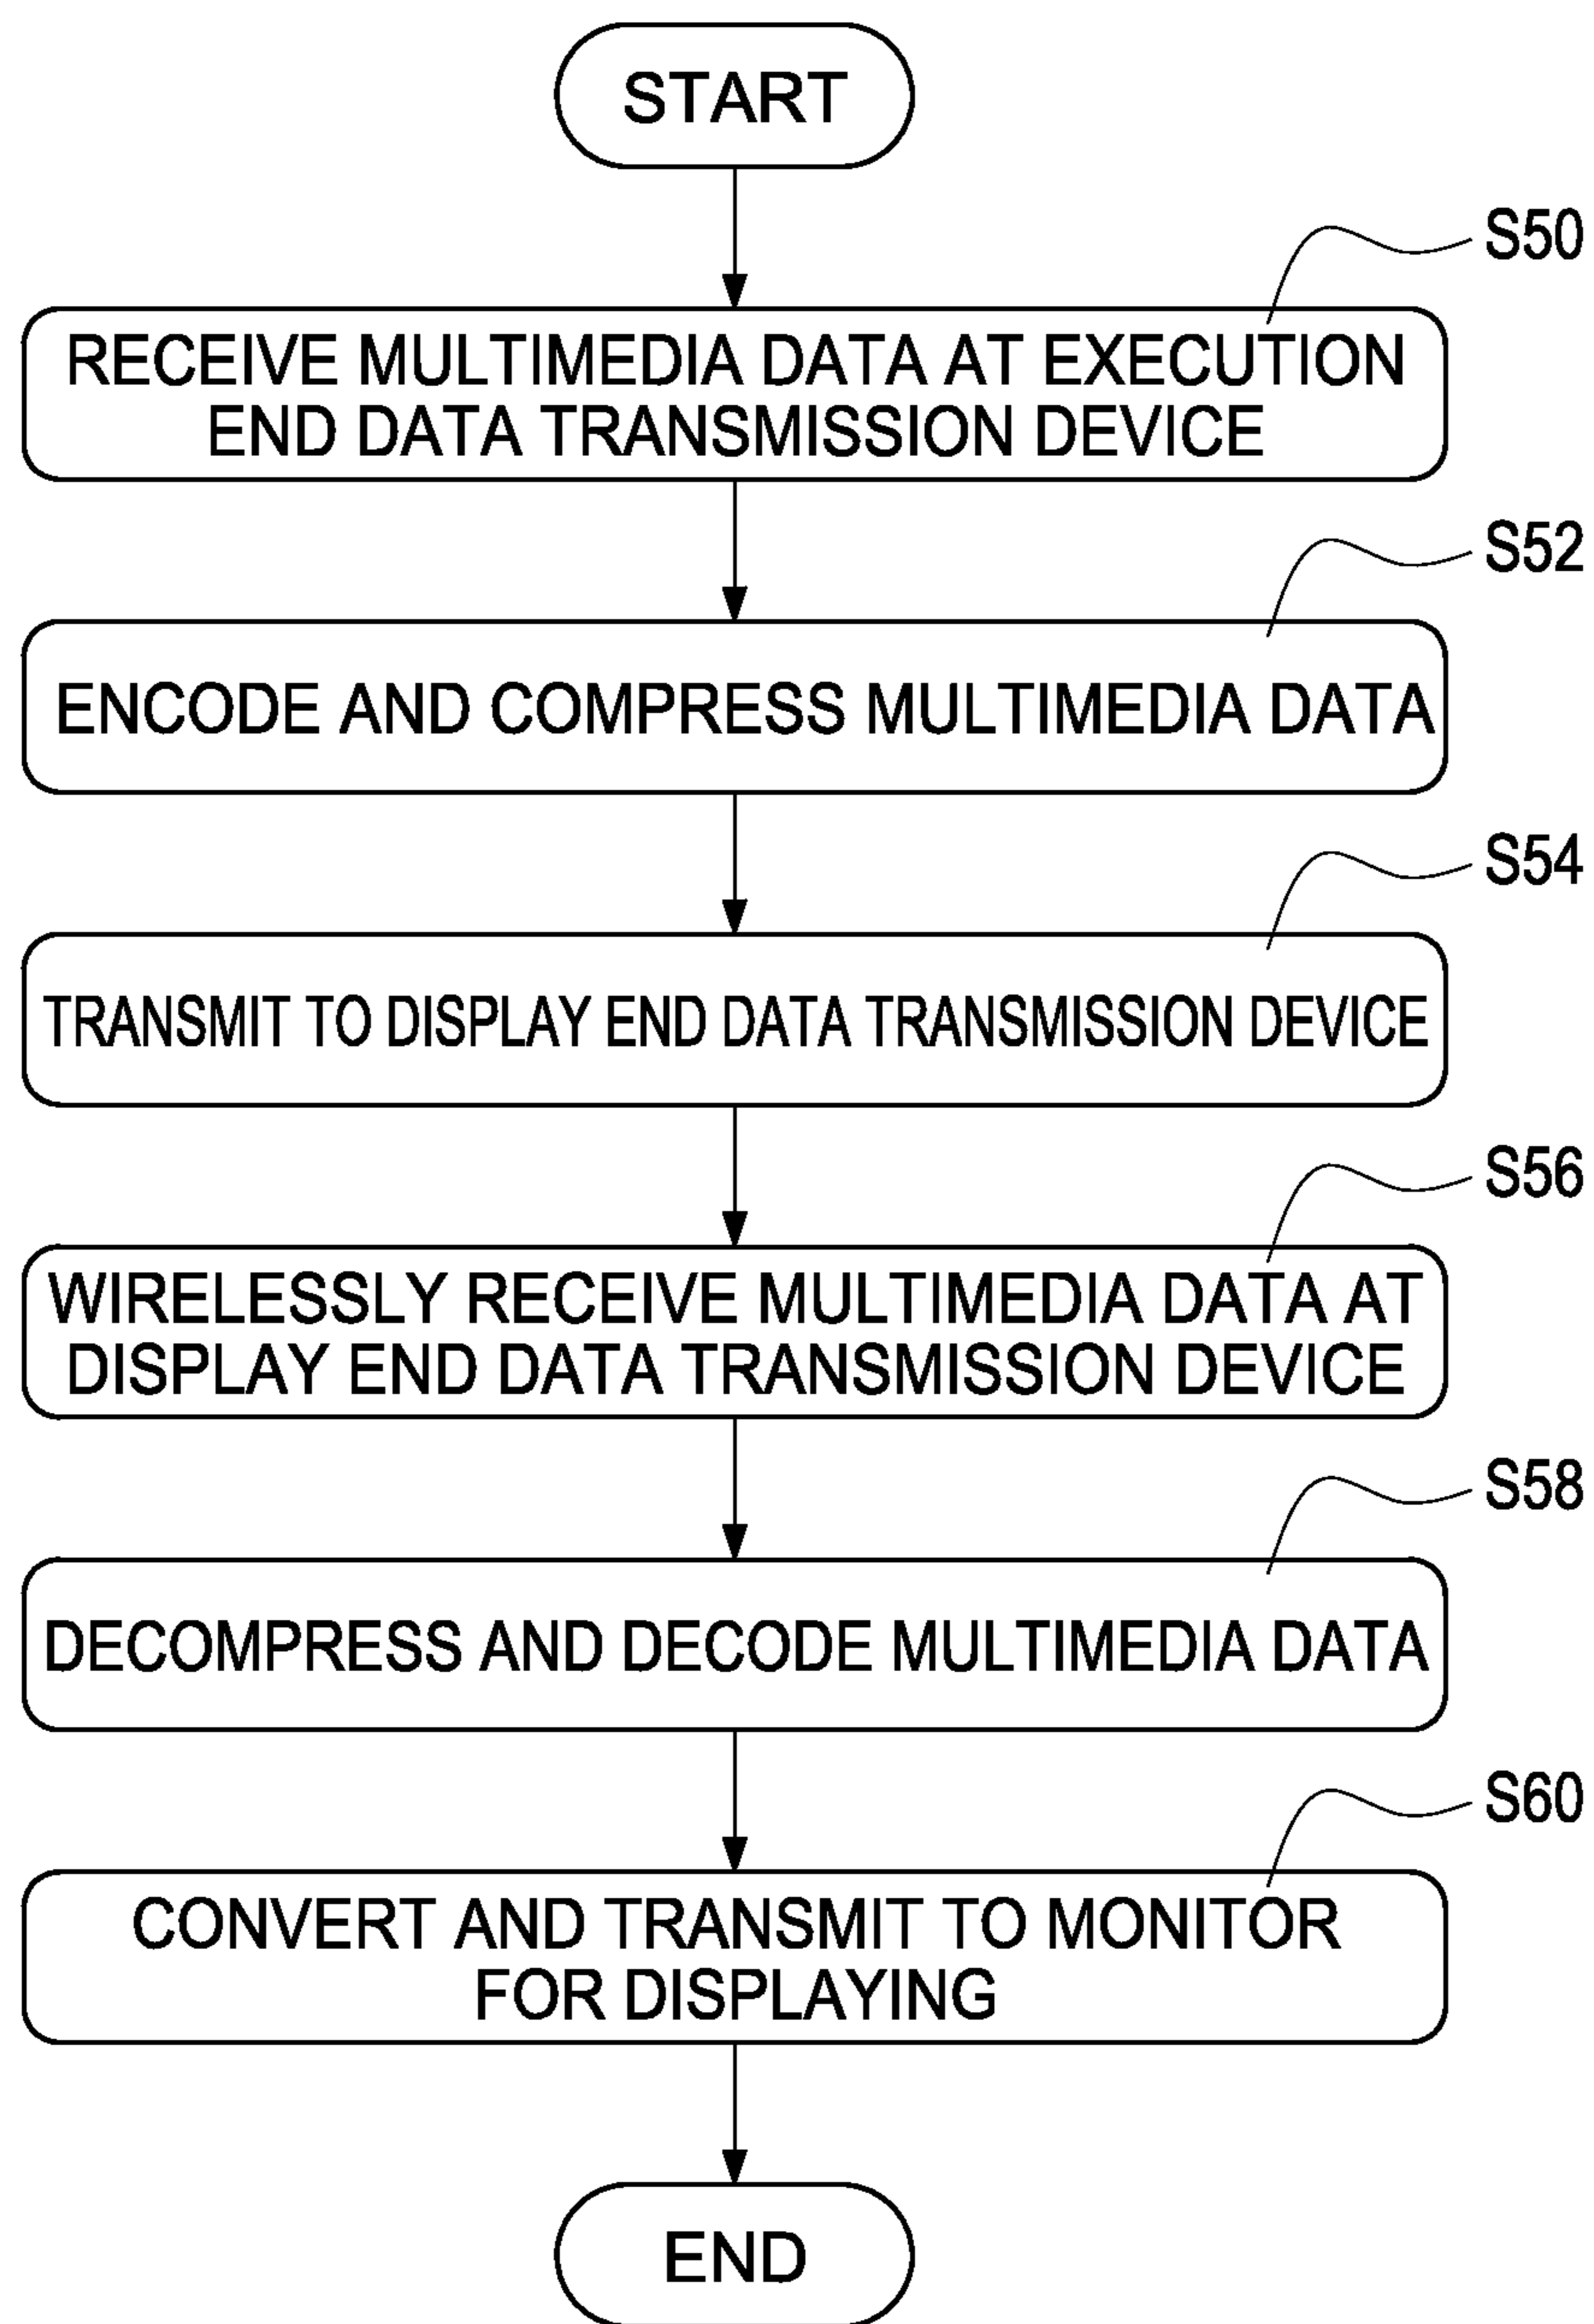 START
S50
RECEIVE MULTIMEDIA DATA AT EXECUTION
END DATA TRANSMISSION DEVICE
S52
ENCODE AND COMPRESS MULTIMEDIA DATA
S54
TRANSMIT TO DISPLAY END DATA TRANSMISSION DEVICE
S56
WIRELESSLY RECEIVE MULTIMEDIA DATA AT
DISPLAY END DATA TRANSMISSION DEVICE
S58
DECOMPRESS AND DECODE MULTIMEDIA DATA
S60
CONVERT AND TRANSMIT TO MONITOR
FOR DISPLAYING
END